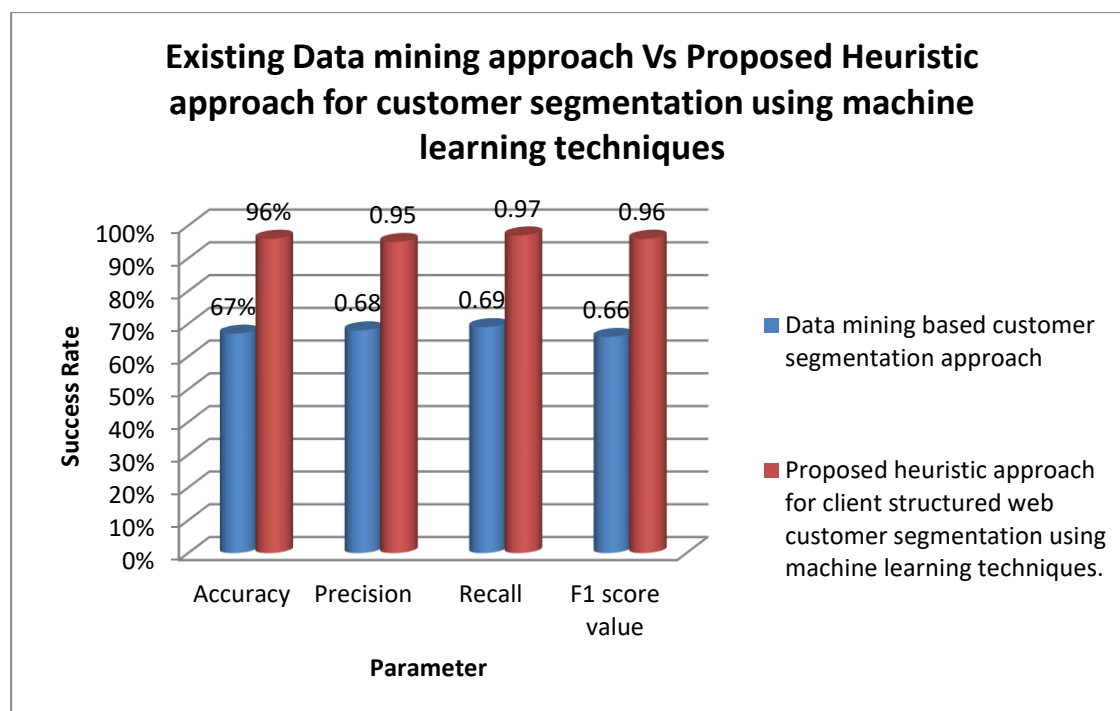 Existing Data mining approach Vs Proposed Heuristic
approach for customer segmentation using machine
learning techniques
96%
0.95
0.97
0.96
67%
0.68
0.69
0.66
100%
90%
80%
70%
60%
50%
40%
30%
20%
10%
0%
Success Rate
Accuracy
Precision
Recall
F1 score
value
Parameter
Data mining based customer
segmentation approach
Proposed heuristic approach
for client structured web
customer segmentation using
machine learning techniques.